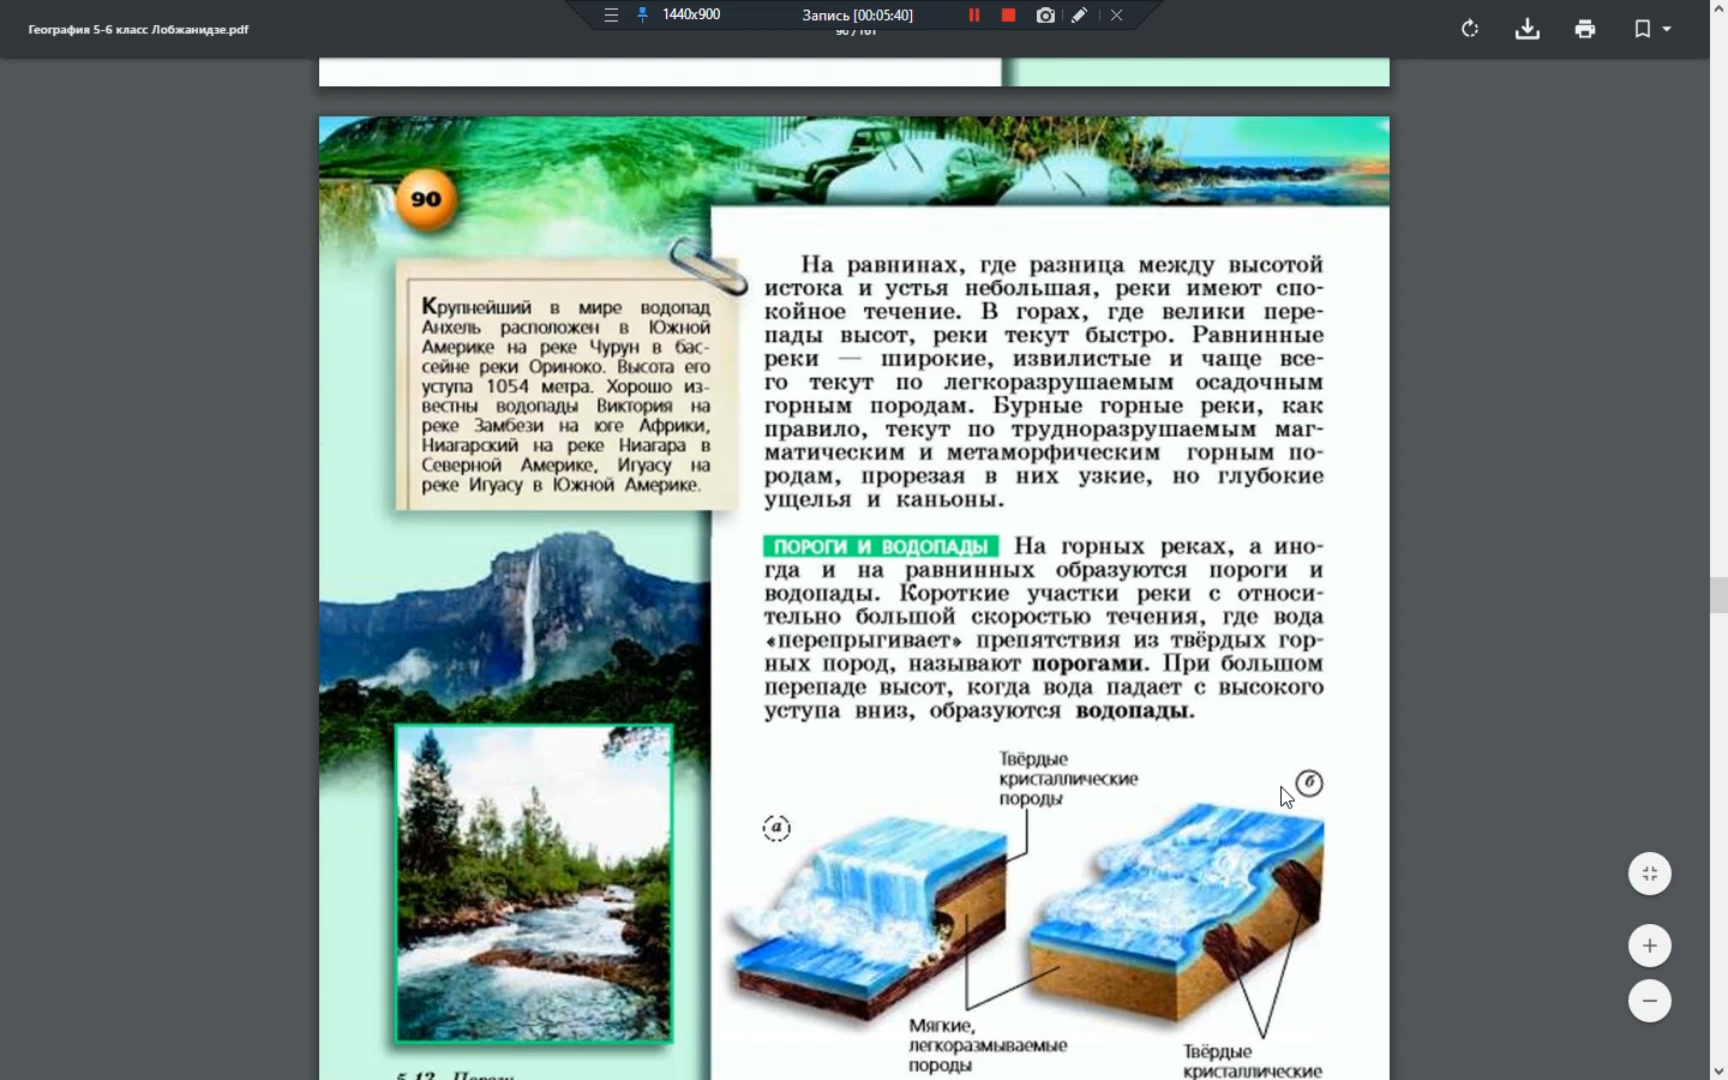 1440x900
Запись [00:05:40]
География 5-6 класс Лобжанидзе.pdf
90 / 161
90
Крупнейший в мире водопад
Анхель расположен в Южной
Америке на реке Чурун в бас-
сейне реки Ориноко. Высота его
уступа 1054 метра. Хорошо из-
вестны водопады Виктория на
реке Замбези на юге Африки,
Ниагарский на реке Ниагара в
Северной Америке, Игуасу на
реке Игуасу в Южной Америке.
На равнинах, где разница между высотой
истока и устья небольшая, реки имеют спо-
койное течение. В горах, где велики пере-
пады высот, реки текут быстро. Равнинные
реки — широкие, извилистые и чаще все-
го текут по легкоразрушаемым осадочным
горным породам. Бурные горные реки, как
правило, текут по трудноразрушаемым маг-
матическим и метаморфическим горным по-
родам, прорезая в них узкие, но глубокие
ущелья и каньоны.
ПОРОГИ И ВОДОПАДЫ На горных реках, а ино-
гда и на равнинных образуются пороги и
водопады. Короткие участки реки с относи-
тельно большой скоростью течения, где вода
«перепрыгивает» препятствия из твёрдых гор-
ных пород, называют порогами. При большом
перепаде высот, когда вода падает с высокого
уступа вниз, образуются водопады.
Твёрдые
кристаллические
породы
а
б
Мягкие,
легкоразмываемые
породы
Твёрдые
кристаллические
5.13. Пороги